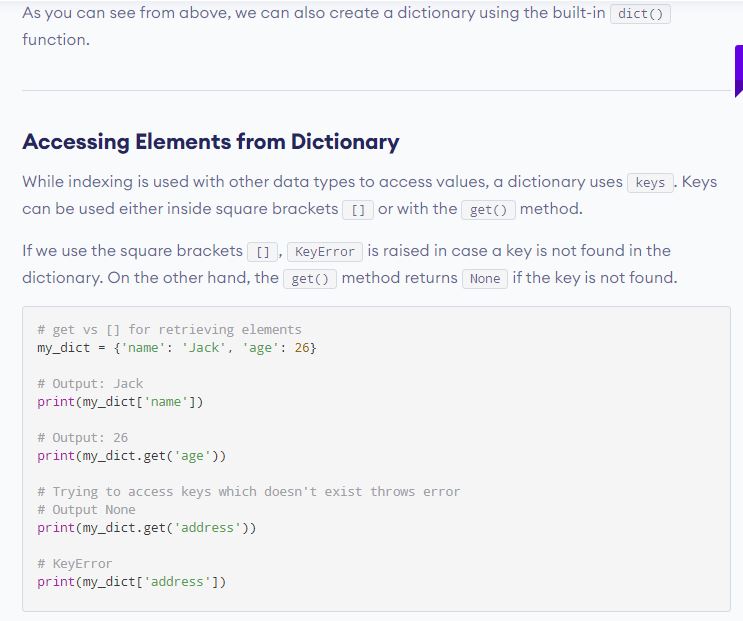 As you can see from above, we can also create a dictionary using the built-in dict()
function.
Accessing Elements from Dictionary
While indexing is used with other data types to access values, a dictionary uses keys. Keys
can be used either inside square brackets [] or with the get() method.
If we use the square brackets [], KeyError is raised in case a key is not found in the
dictionary. On the other hand, the get() method returns None if the key is not found.
# get vs [] for retrieving elements
my_dict = {'name': 'Jack', 'age': 26}
# Output: Jack
print(my_dict['name'])
# Output: 26
print(my_dict.get('age'))
# Trying to access keys which doesn't exist throws error
# Output None
print(my_dict.get('address'))
# KeyError
print(my_dict['address'])